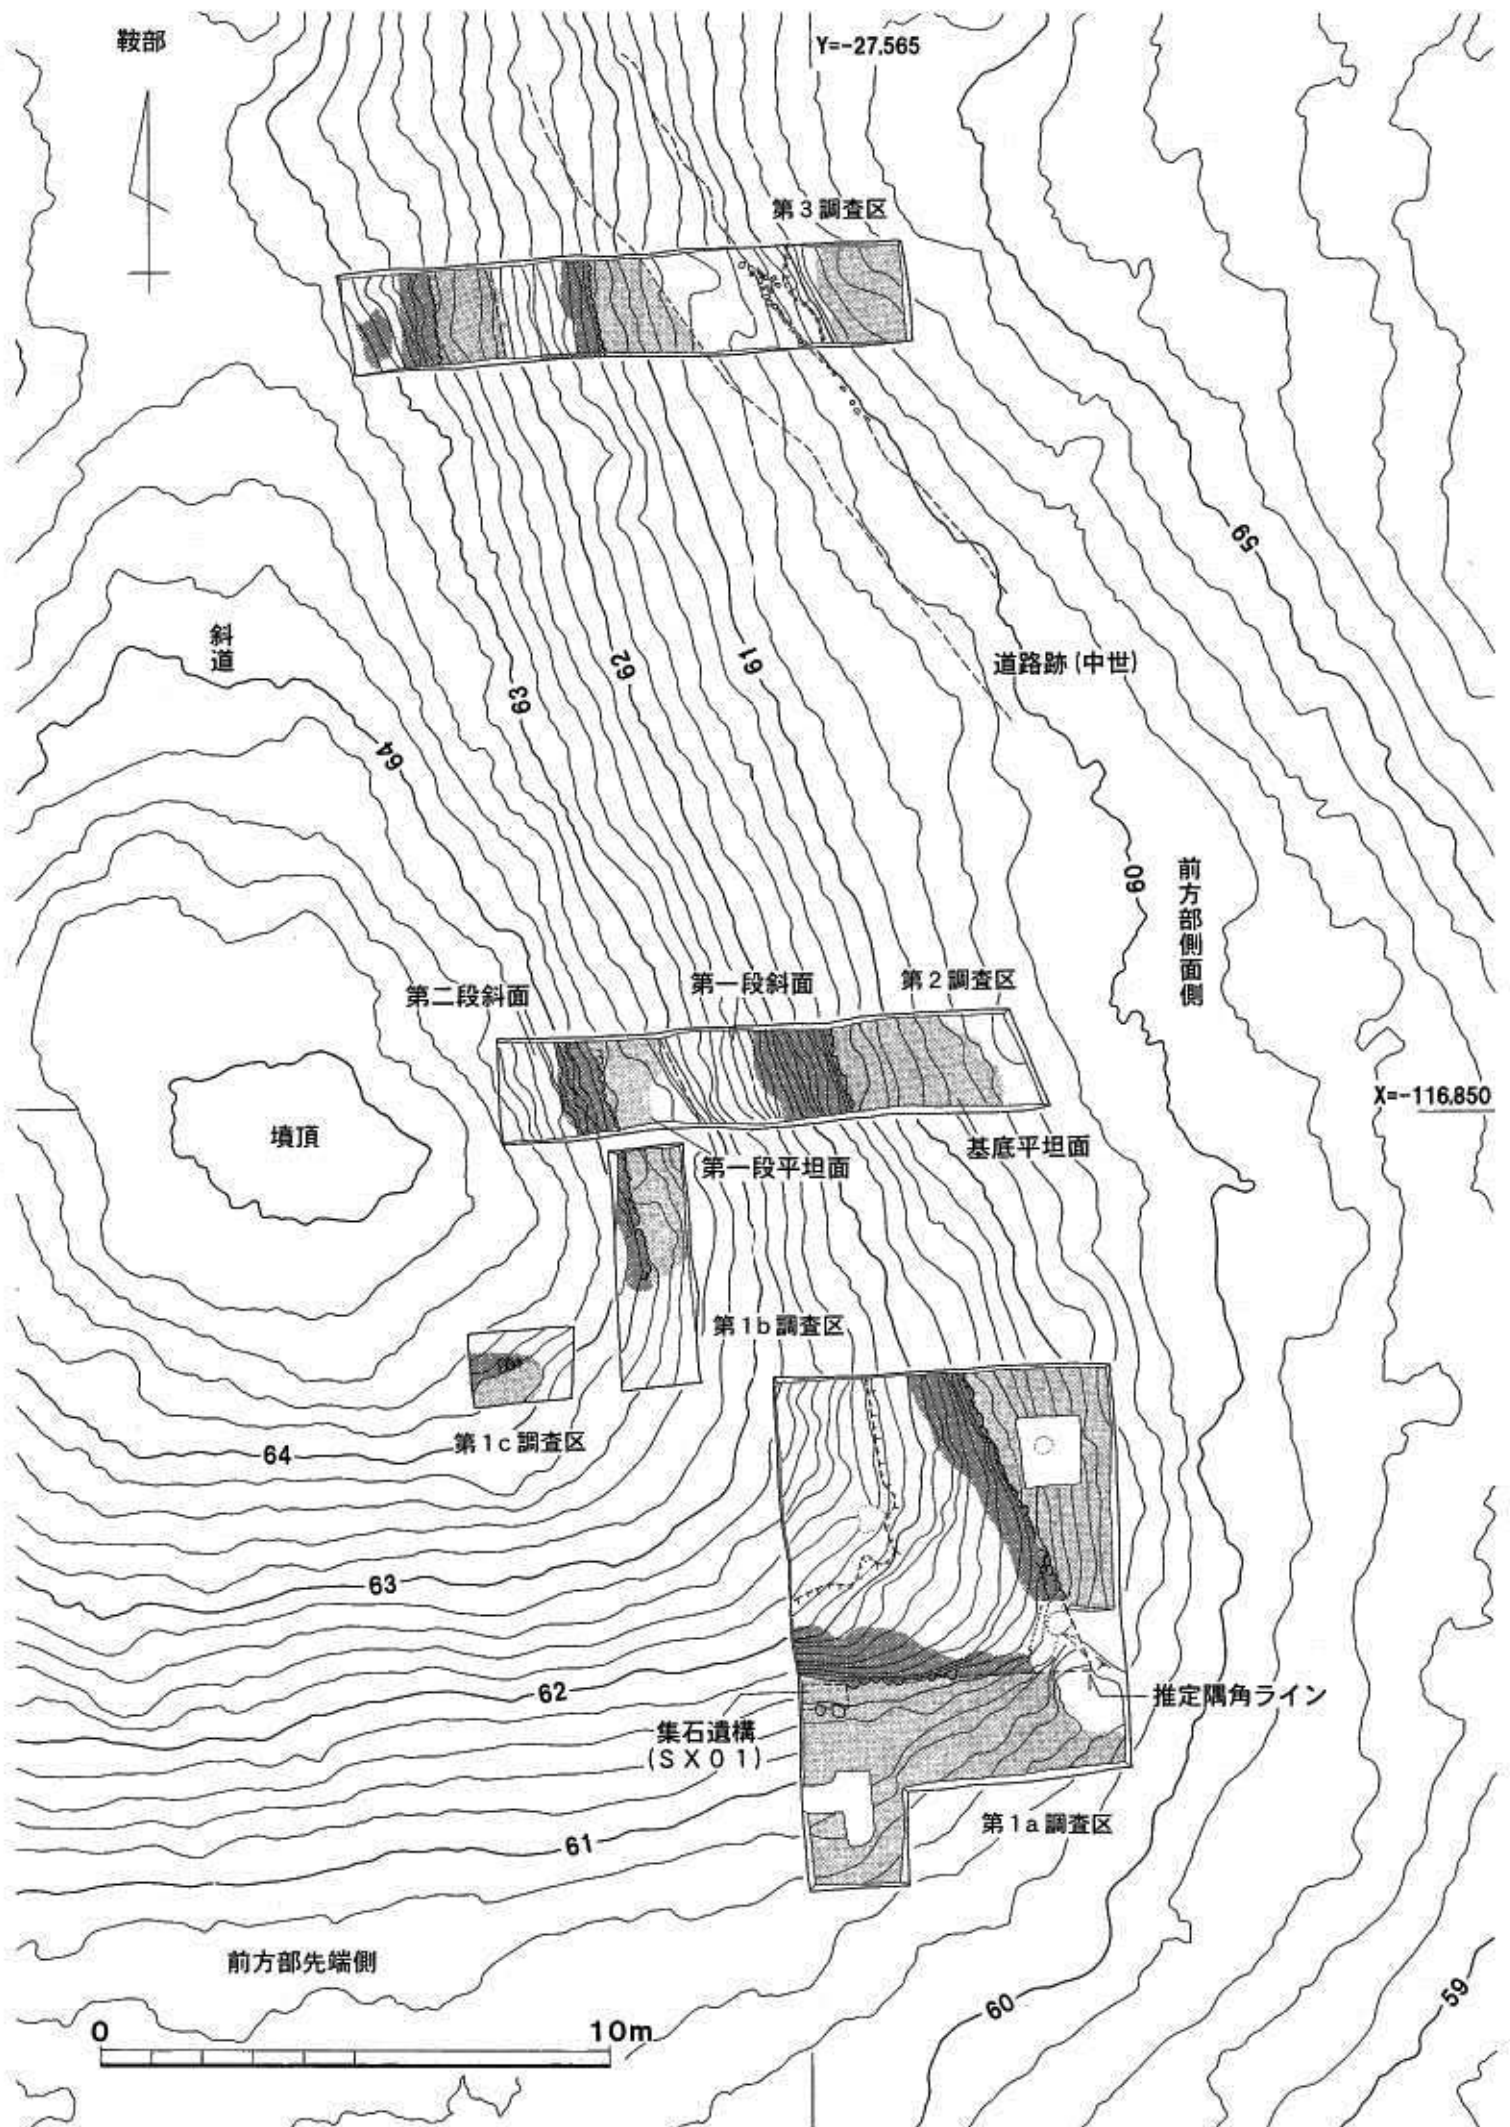 鞍部
Y=-27.565
第3調査区
59
斜道
道路跡(中世)
61
62
63
64
60
前方部側面側
第二段斜面
第一段斜面
第2調査区
X=-116.850
墳頂
第一段平坦面
基底平坦面
第1b調査区
第1c調査区
64
63
62
推定隅角ライン
集石遺構
(SX01)
61
第1a調査区
前方部先端側
60
59
0
10m